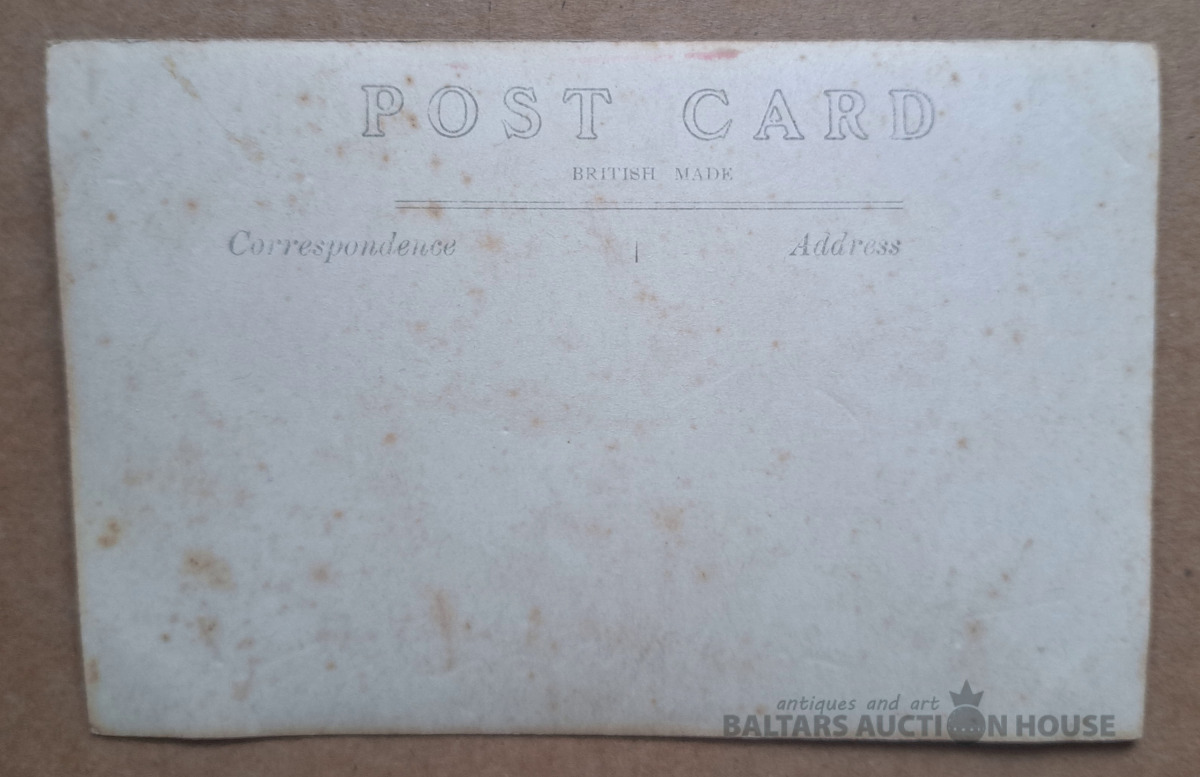 POST CARD
BRITISH MADE
Correspondence
Address
antiques and art
BALTARS AUCTION HOUSE